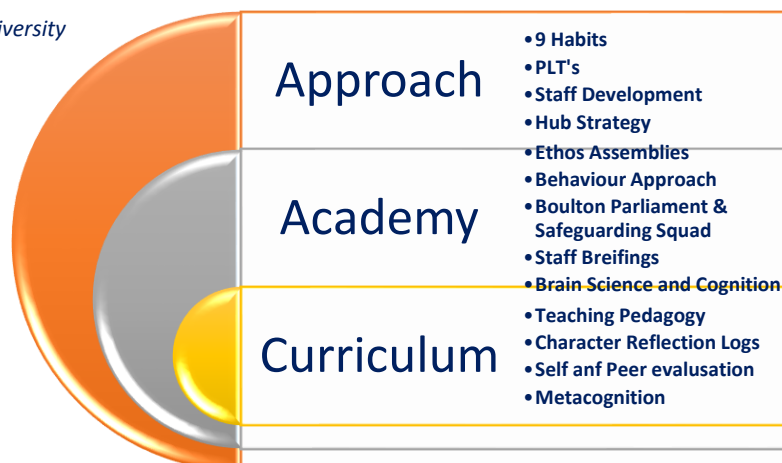 iversity
Approach
•9 Habits
•PLT's
•Staff Development
•Hub Strategy
Academy
•Ethos Assemblies
•Behaviour Approach
•Boulton Parliament &
Safeguarding Squad
•Staff Breifings
•Brain Science and Cognition
Curriculum
•Teaching Pedagogy
•Character Reflection Logs
•Self anf Peer evalusation
•Metacognition